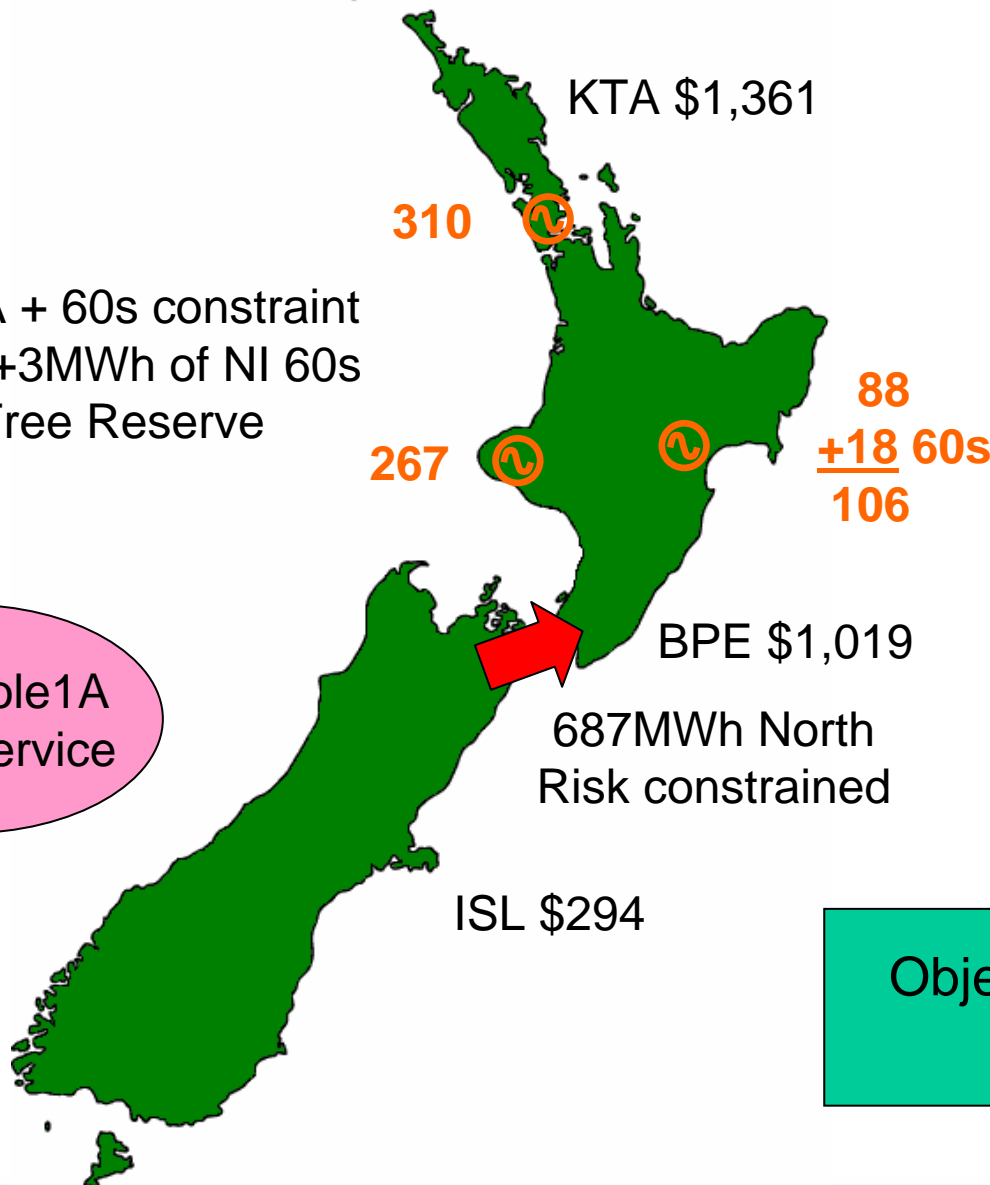 KTA $1,361
310
+ 60s constraint
+3MWh of NI 60s
Free Reserve
88
+18 60s
106
267
BPE $1,019
687MWh North
Risk constrained
ISL $294